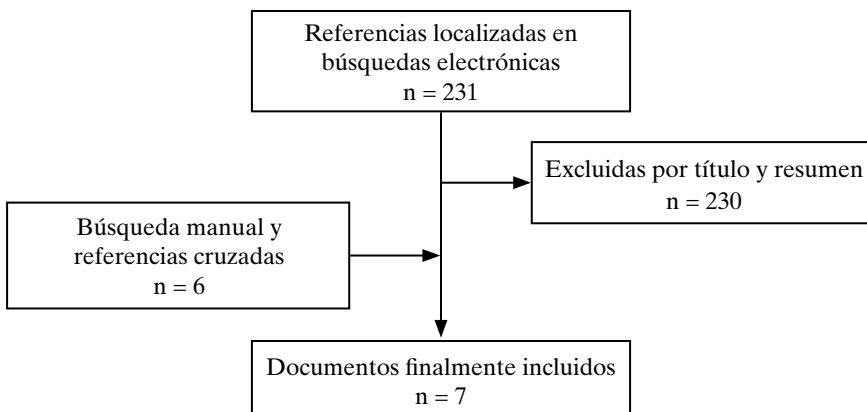 Referencias localizadas en
búsquedas electrónicas
n = 231
Excluidas por título y resumen
n = 230
Búsqueda manual y
referencias cruzadas
n = 6
Documentos finalmente incluidos
n = 7